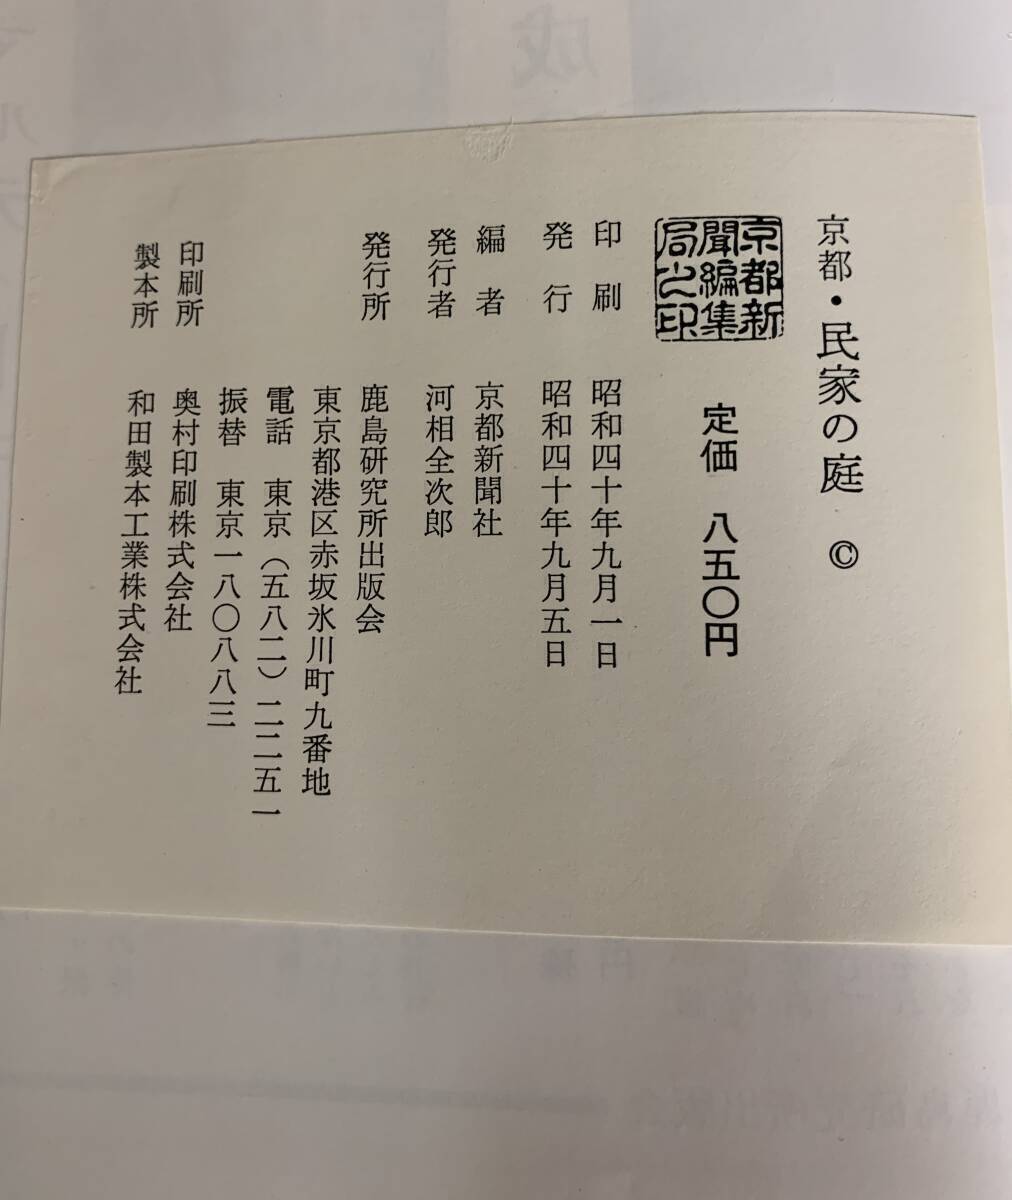 京都・民家の庭 ©
京都新
聞編集
局之印
定価 八五〇円
印刷 昭和四十年九月一日
発行 昭和四十年九月五日
編者 京都新聞社
発行者 河相全次郎
発行所 鹿島研究所出版会
東京都港区赤坂氷川町九番地
電話 東京(五八二)二二五一
振替 東京一八〇八八三
印刷所 奥村印刷株式会社
製本所 和田製本工業株式会社
成